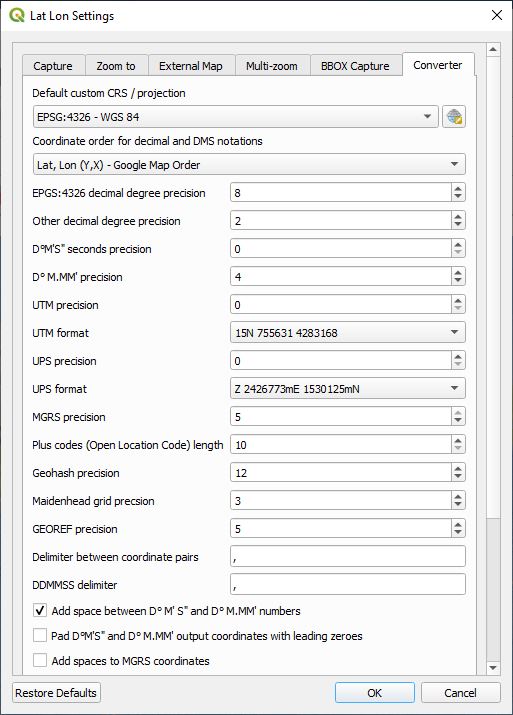 Lat Lon Settings
Capture Zoom to External Map Multi-zoom BBOX Capture Converter
Default custom CRS / projection
EPSG:4326 - WGS 84
Coordinate order for decimal and DMS notations
Lat, Lon (Y,X) - Google Map Order
EPGS:4326 decimal degree precision 8
Other decimal degree precision 2
D°M'S" seconds precision 0
D° M.MM' precision 4
UTM precision 0
UTM format 15N 755631 4283168
UPS precision 0
UPS format Z 2426773mE 1530125mN
MGRS precision 5
Plus codes (Open Location Code) length 10
Geohash precision 12
Maidenhead grid precsion 3
GEOREF precision 5
Delimiter between coordinate pairs ,
DDMMSS delimiter ,
Add space between D° M' S" and D° M.MM' numbers
Pad D°M'S" and D° M.MM' output coordinates with leading zeroes
Add spaces to MGRS coordinates
Restore Defaults OK Cancel